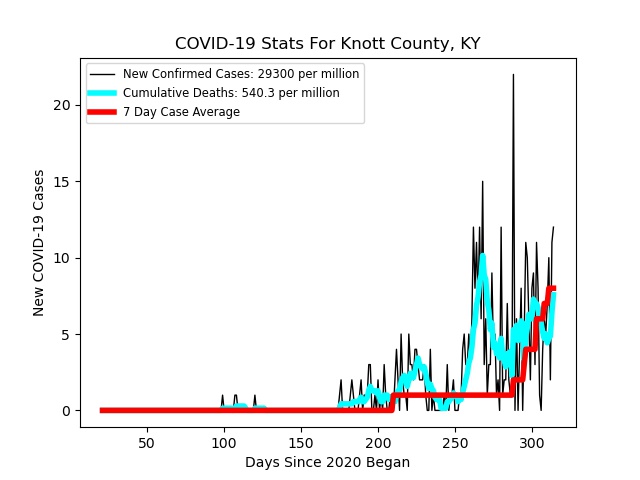 COVID-19 Stats For Knott County, KY
New Confirmed Cases: 29300 per million
Cumulative Deaths: 540.3 per million
7 Day Case Average
New COVID-19 Cases
20
15
10
5
0
50 100 150 200 250 300
Days Since 2020 Began